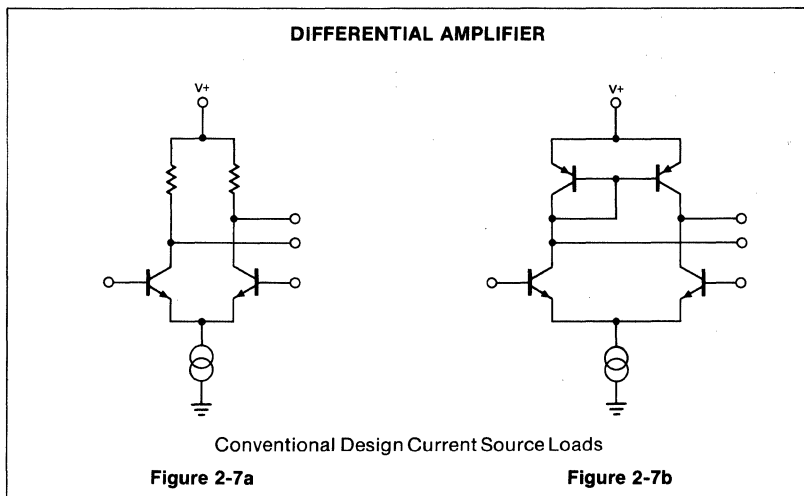 DIFFERENTIAL AMPLIFIER
V+
V+
Conventional Design Current Source Loads
Figure 2-7a
Figure 2-7b